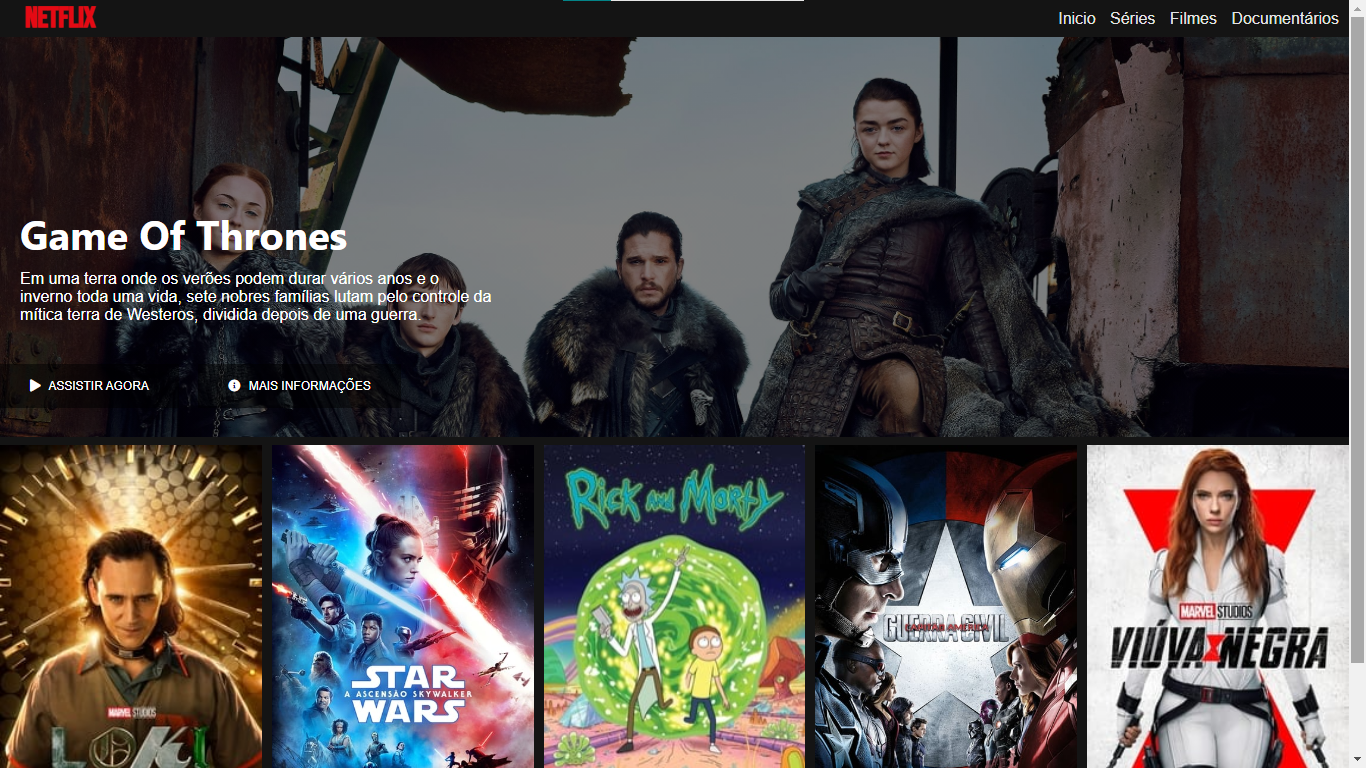 NETFLIX
Inicio Séries Filmes Documentários
Game Of Thrones
Em uma terra onde os verões podem durar vários anos e o
inverno toda uma vida, sete nobres famílias lutam pelo controle da
mítica terra de Westeros, dividida depois de uma guerra.
ASSISTIR AGORA
MAIS INFORMAÇÕES
MARVEL STUDIOS
LOKI
STAR
A ASCENSÃO SKYWALKER
WARS
RICK AND MORTY
CAPITÃO AMÉRICA
GUERRA CIVIL
MARVEL STUDIOS
VIÚVA NEGRA